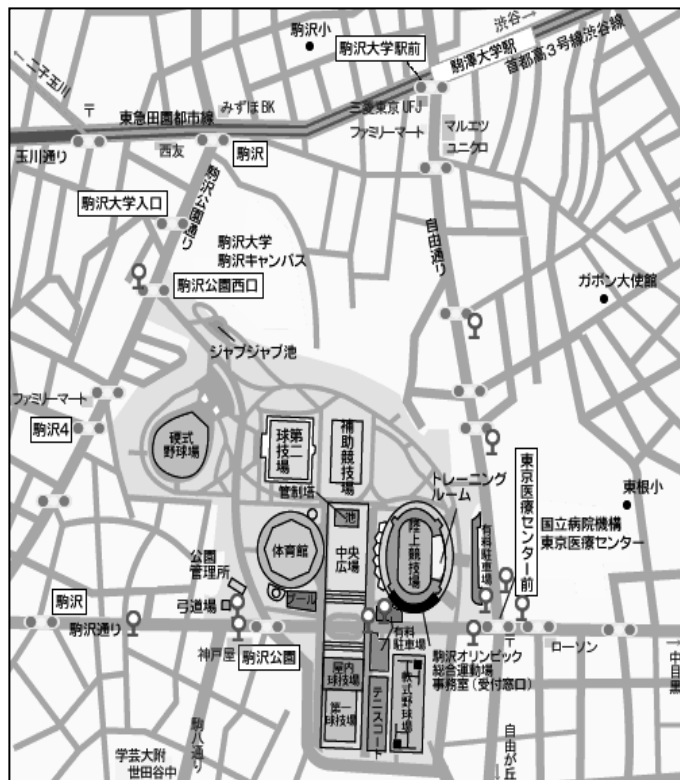 渋谷→
駒沢小
駒沢大学駅前
駒澤大学駅
首都高3号線渋谷線
←二子玉川
〒
みずほBK
三菱東京UFJ
東急田園都市線
ファミリーマート
マルエツ
ユニクロ
玉川通り
西友
駒沢
駒沢大学入口
駒沢公園通り
自由通り
駒沢大学
駒沢キャンパス
駒沢公園西口
ガボン大使館
ジャブジャブ池
ファミリーマート
駒沢4
硬式
野球場
第二
球技場
補助競技場
トレーニング
ルーム
東京医療センター前
東根小
管制塔
池
陸上競技場
有料駐車場
国立病院機構
東京医療センター
体育館
中央
広場
公園
管理所
プール
弓道場
駒沢
駒沢通り
神戸屋
駒沢公園
有料
駐車場
〒
ローソン
→中目黒
駒沢オリンピック
総合運動場
事務室(受付窓口)
屋内
球技場
第一
球技場
テニスコート
軟式野球場
駒八通り
自由が丘
学芸大附
世田谷中